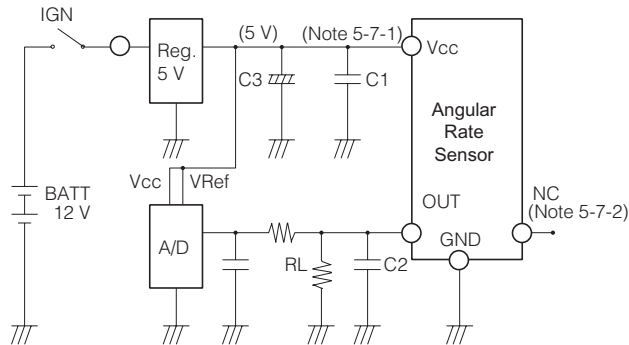 IGN
Reg.
5 V
(5 V)
(Note 5-7-1)
Vcc
C3
C1
Angular
Rate
Sensor
Vcc
VRef
BATT
12 V
A/D
RL
C2
OUT
GND
NC
(Note 5-7-2)